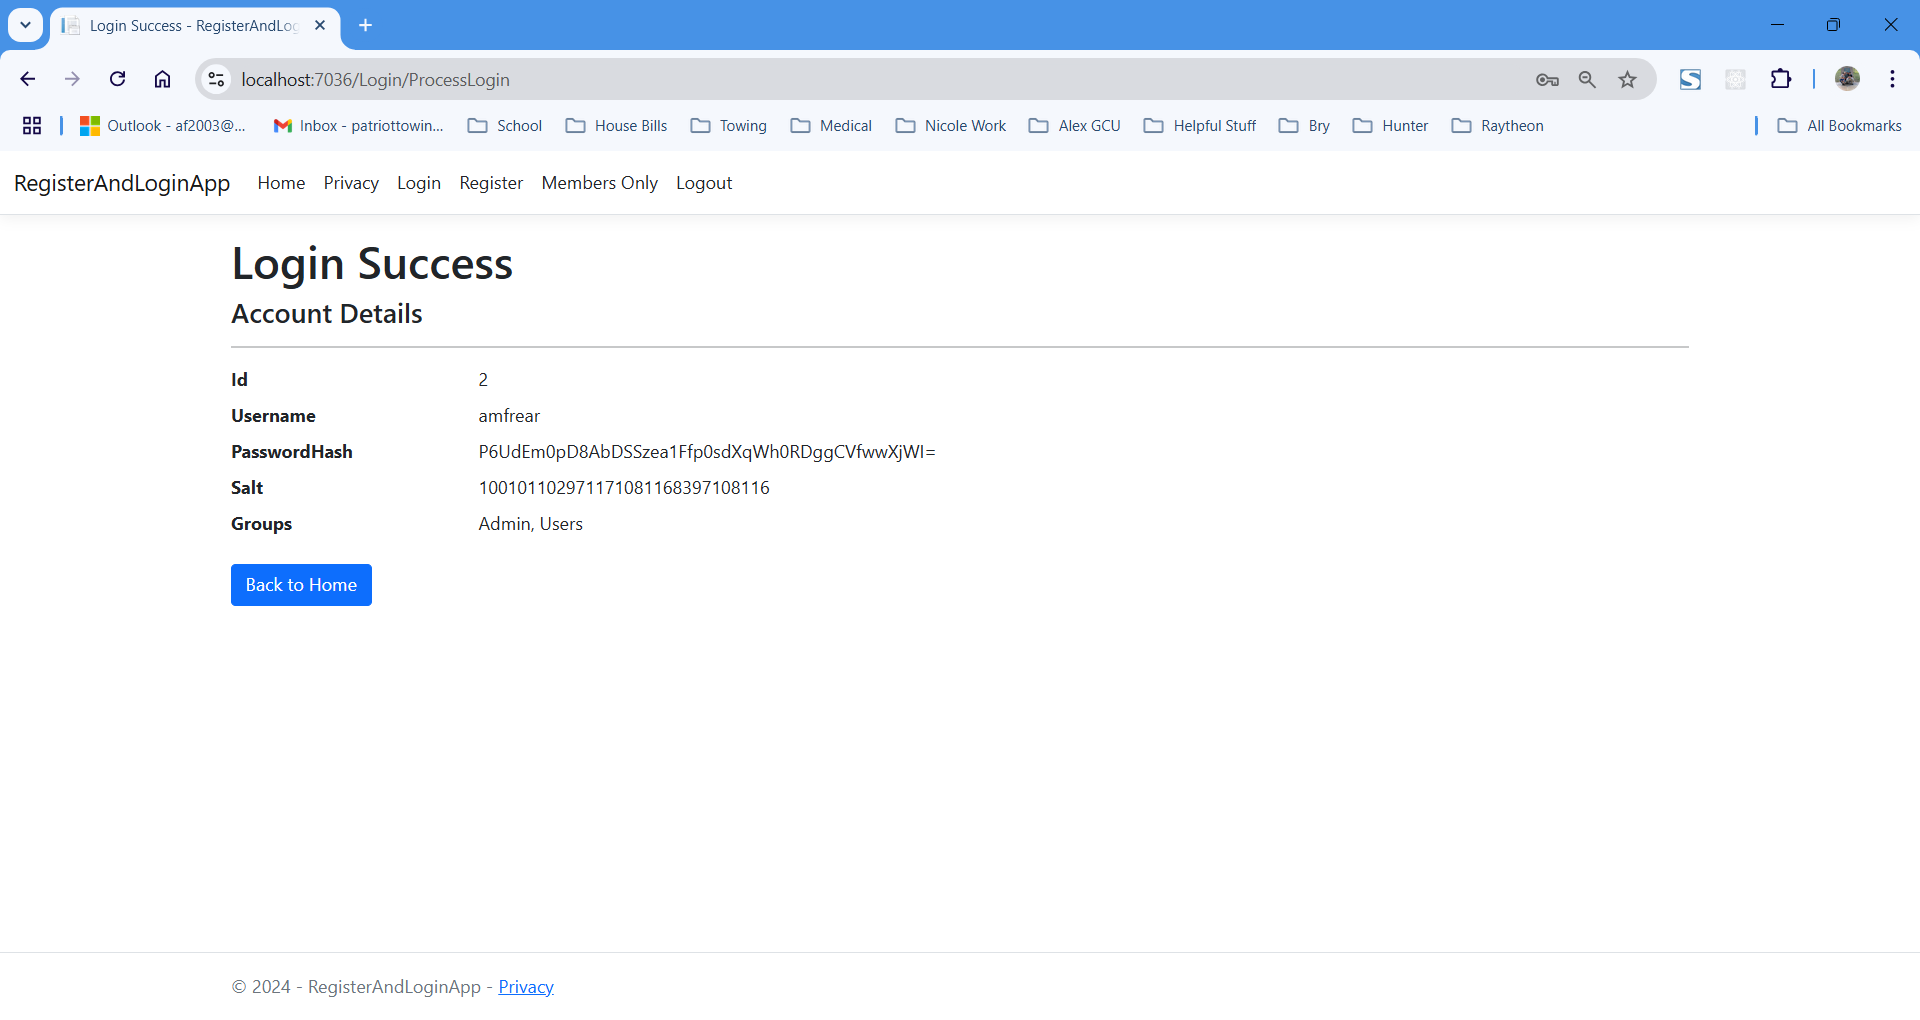 Login Success - RegisterAndLog
localhost:7036/Login/ProcessLogin
Outlook - af2003@... Inbox - patriottowin... School House Bills Towing Medical Nicole Work Alex GCU Helpful Stuff Bry Hunter Raytheon All Bookmarks
RegisterAndLoginApp Home Privacy Login Register Members Only Logout
Login Success
Account Details
Id 2
Username amfrear
PasswordHash P6UdEm0pD8AbDSSzea1Ffp0sdXqWh0RDggCVfwwXjWI=
Salt 100101102971171081168397108116
Groups Admin, Users
Back to Home
© 2024 - RegisterAndLoginApp - Privacy